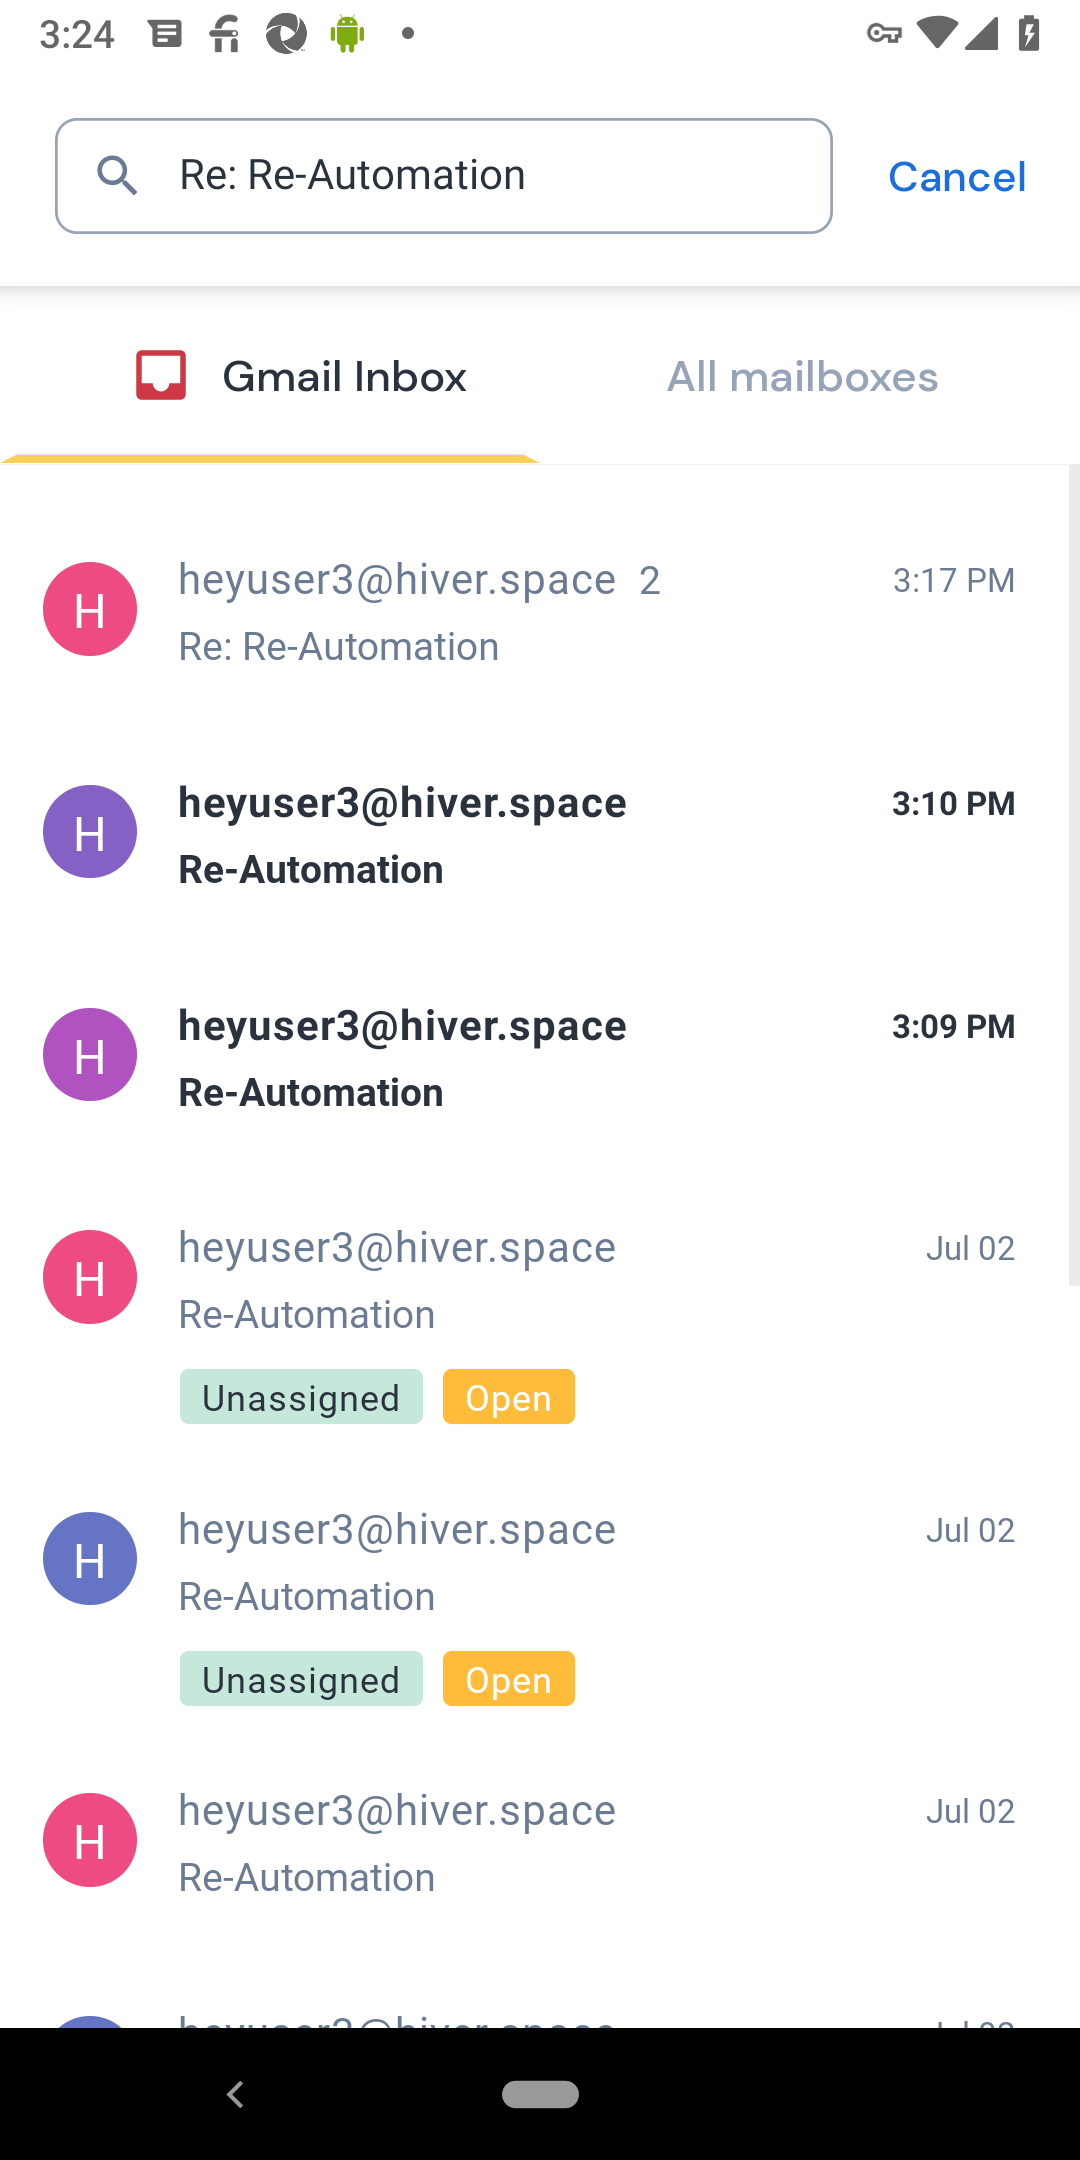 3:24
Re: Re-Automation
Cancel
Gmail Inbox
All mailboxes
H
heyuser3@hiver.space 2
3:17 PM
Re: Re-Automation
H
heyuser3@hiver.space
3:10 PM
Re-Automation
H
heyuser3@hiver.space
3:09 PM
Re-Automation
H
heyuser3@hiver.space
Jul 02
Re-Automation
Unassigned Open
H
heyuser3@hiver.space
Jul 02
Re-Automation
Unassigned Open
H
heyuser3@hiver.space
Jul 02
Re-Automation